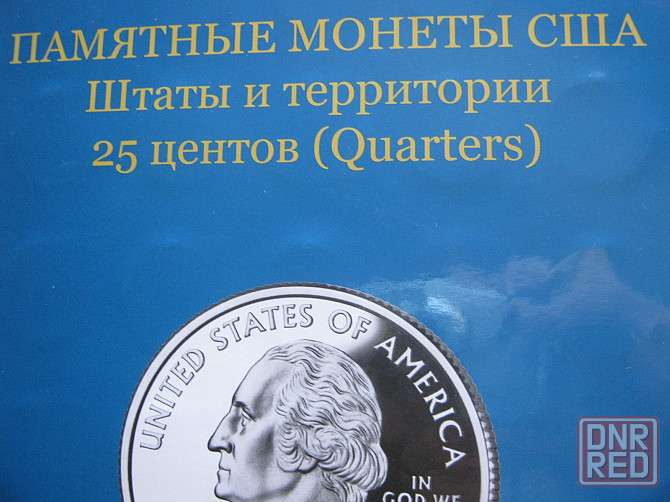 ПАМЯТНЫЕ МОНЕТЫ США
Штаты и территории
25 центов (Quarters)
UNITED STATES OF AMERICA
IN
GOD WE
DNR
RED